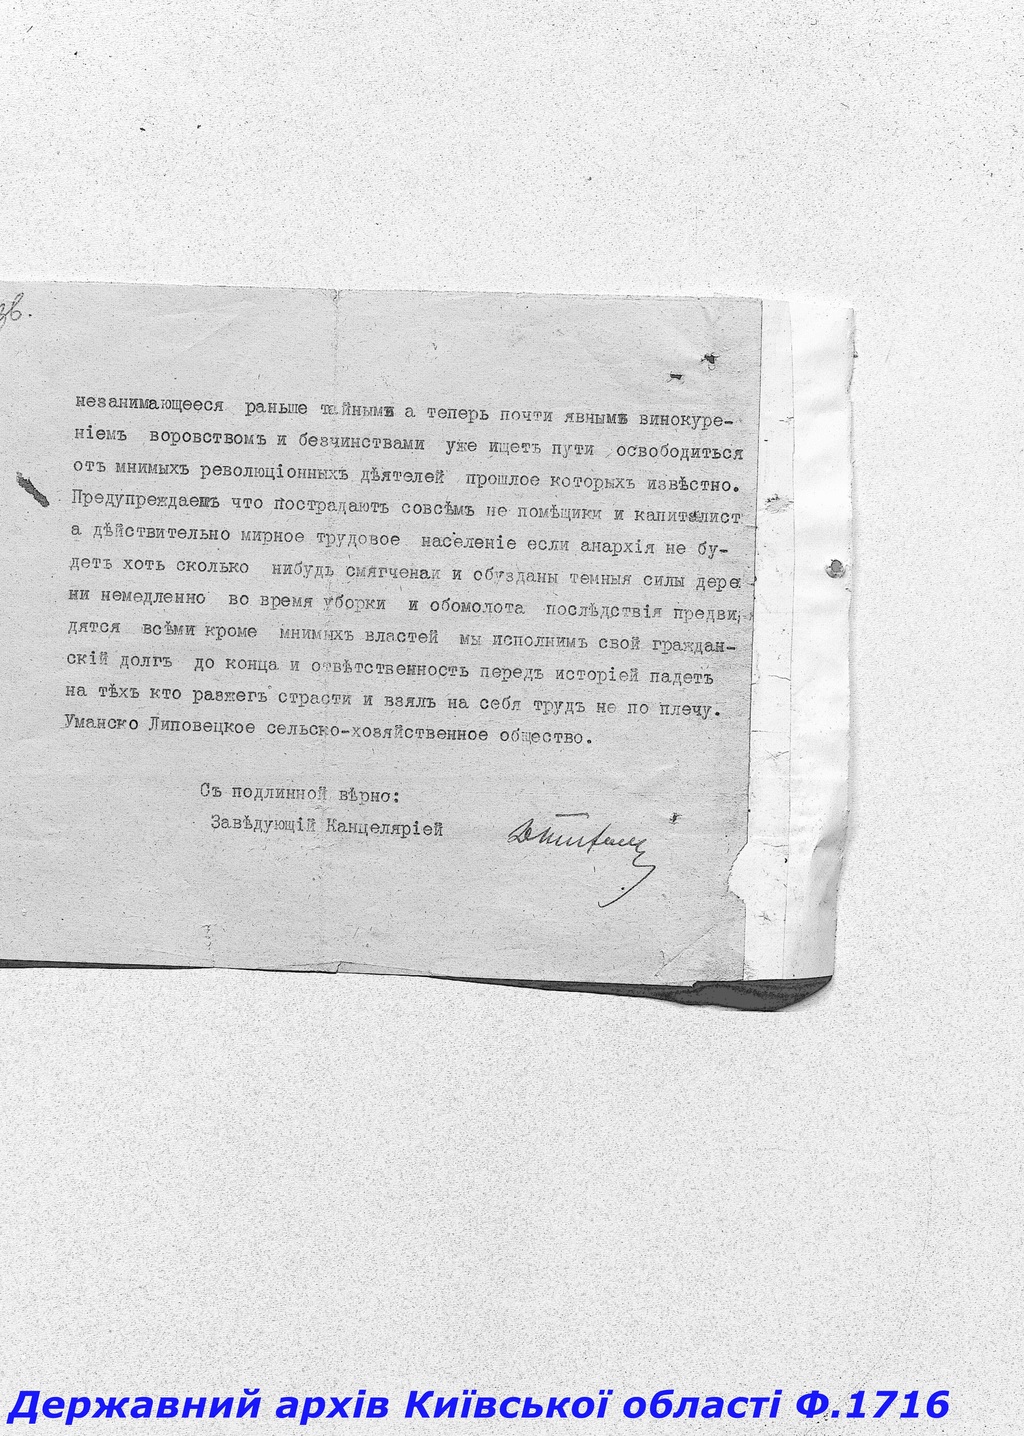 зв.
незанимающееся раньше тайнымъ а теперь почти явнымъ винокуре-
ніемъ воровствомъ и безчинствами уже ищетъ пути освободиться
отъ мнимыхъ революціонныхъ дѣятелей прошлое которыхъ извѣстно.
Предупреждаемъ что пострадаютъ совсѣмъ не помѣщики и капиталист
а дѣйствительно мирное трудовое населеніе если анархія не бу-
детъ хоть сколько нибудь смягченаи и обузданы темныя силы дере
ни немедленно во время уборки и обомолота послѣдствія предви
дятся всѣми кроме мнимыхъ властей мы исполнимъ свой граждан-
скій долгъ до конца и отвѣтственность передъ исторіей падетъ
на тѣхъ кто разжегъ страсти и взялъ на себя трудъ не по плечу.
Уманско Липовецкое сельско-хозяйственное общество.
Съ подлинной вѣрно:
Завѣдующій Канцеляріей
Державний архів Київської області Ф.1716